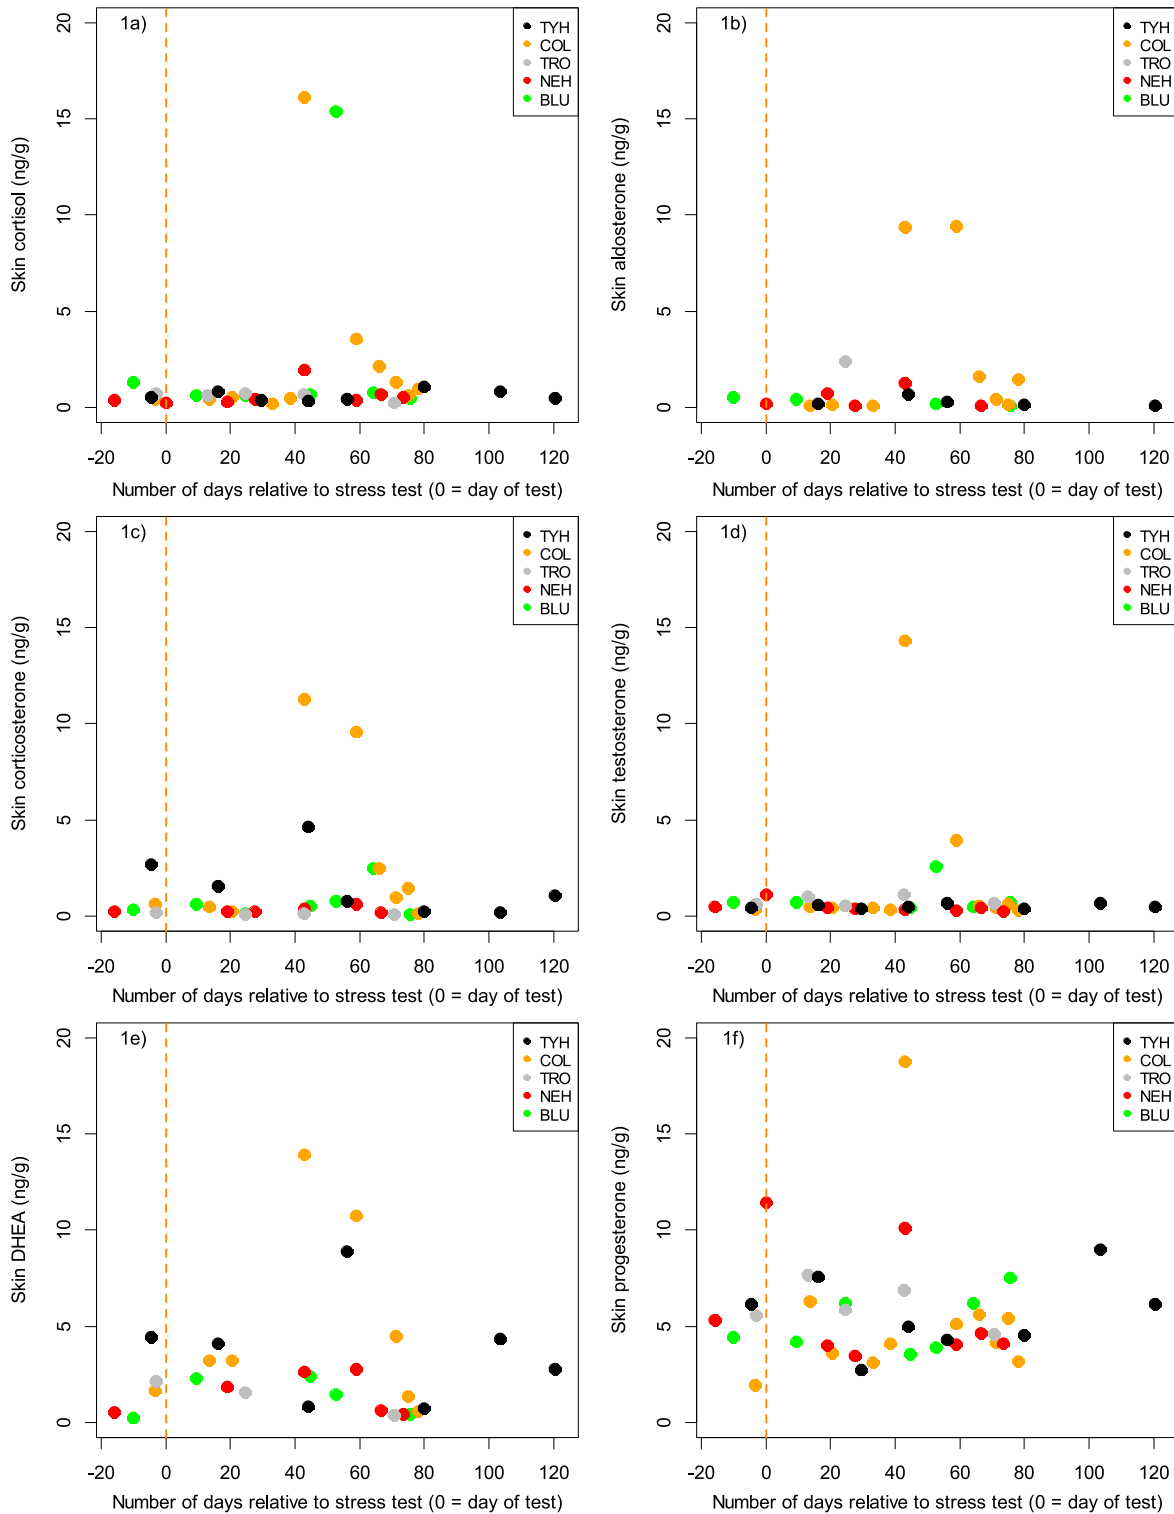 1a)
TYH
COL
TRO
NEH
BLU
20
15
10
5
0
Skin cortisol (ng/g)
-20 0 20 40 60 80 100 120
Number of days relative to stress test (0 = day of test)
1b)
TYH
COL
TRO
NEH
BLU
20
15
10
5
0
Skin aldosterone (ng/g)
-20 0 20 40 60 80 100 120
Number of days relative to stress test (0 = day of test)
1c)
TYH
COL
TRO
NEH
BLU
20
15
10
5
0
Skin corticosterone (ng/g)
-20 0 20 40 60 80 100 120
Number of days relative to stress test (0 = day of test)
1d)
TYH
COL
TRO
NEH
BLU
20
15
10
5
0
Skin testosterone (ng/g)
-20 0 20 40 60 80 100 120
Number of days relative to stress test (0 = day of test)
1e)
TYH
COL
TRO
NEH
BLU
20
15
10
5
0
Skin DHEA (ng/g)
-20 0 20 40 60 80 100 120
Number of days relative to stress test (0 = day of test)
1f)
TYH
COL
TRO
NEH
BLU
20
15
10
5
0
Skin progesterone (ng/g)
-20 0 20 40 60 80 100 120
Number of days relative to stress test (0 = day of test)